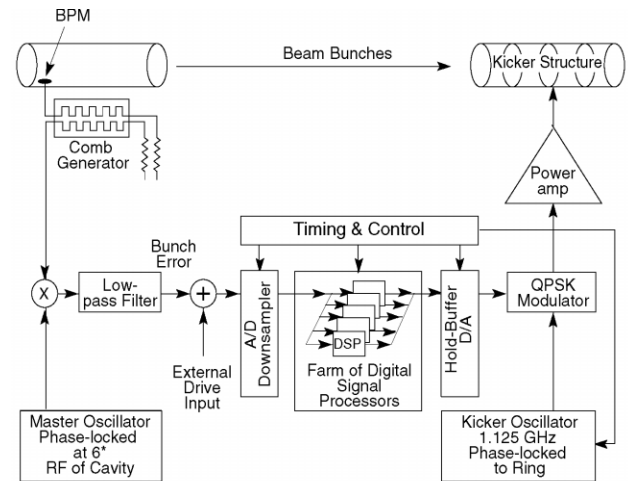 BPM
Beam Bunches
Kicker Structure
Comb
Generator
Power
amp
Timing & Control
Bunch
Error
X
Low-
pass Filter
+
A/D
Downsampler
DSP
Farm of Digital
Signal
Processors
Hold-Buffer
D/A
QPSK
Modulator
External
Drive
Input
Master Oscillator
Phase-locked
at 6*
RF of Cavity
Kicker Oscillator
1.125 GHz
Phase-locked
to Ring